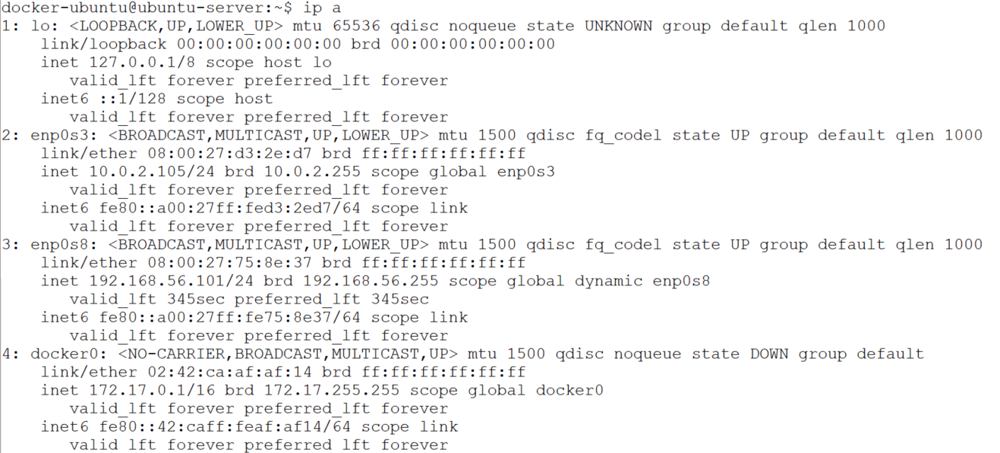 docker-ubuntu@ubuntu-server:~$ ip a
1: lo: <LOOPBACK,UP,LOWER_UP> mtu 65536 qdisc noqueue state UNKNOWN group default qlen 1000
    link/loopback 00:00:00:00:00:00 brd 00:00:00:00:00:00
    inet 127.0.0.1/8 scope host lo
       valid_lft forever preferred_lft forever
    inet6 ::1/128 scope host
       valid_lft forever preferred_lft forever
2: enp0s3: <BROADCAST,MULTICAST,UP,LOWER_UP> mtu 1500 qdisc fq_codel state UP group default qlen 1000
    link/ether 08:00:27:d3:2e:d7 brd ff:ff:ff:ff:ff:ff
    inet 10.0.2.105/24 brd 10.0.2.255 scope global enp0s3
       valid_lft forever preferred_lft forever
    inet6 fe80::a00:27ff:fed3:2ed7/64 scope link
       valid_lft forever preferred_lft forever
3: enp0s8: <BROADCAST,MULTICAST,UP,LOWER_UP> mtu 1500 qdisc fq_codel state UP group default qlen 1000
    link/ether 08:00:27:75:8e:37 brd ff:ff:ff:ff:ff:ff
    inet 192.168.56.101/24 brd 192.168.56.255 scope global dynamic enp0s8
       valid_lft 345sec preferred_lft 345sec
    inet6 fe80::a00:27ff:fe75:8e37/64 scope link
       valid_lft forever preferred_lft forever
4: docker0: <NO-CARRIER,BROADCAST,MULTICAST,UP> mtu 1500 qdisc noqueue state DOWN group default
    link/ether 02:42:ca:af:af:14 brd ff:ff:ff:ff:ff:ff
    inet 172.17.0.1/16 brd 172.17.255.255 scope global docker0
       valid_lft forever preferred_lft forever
    inet6 fe80::42:caff:feaf:af14/64 scope link
       valid lft forever preferred lft forever